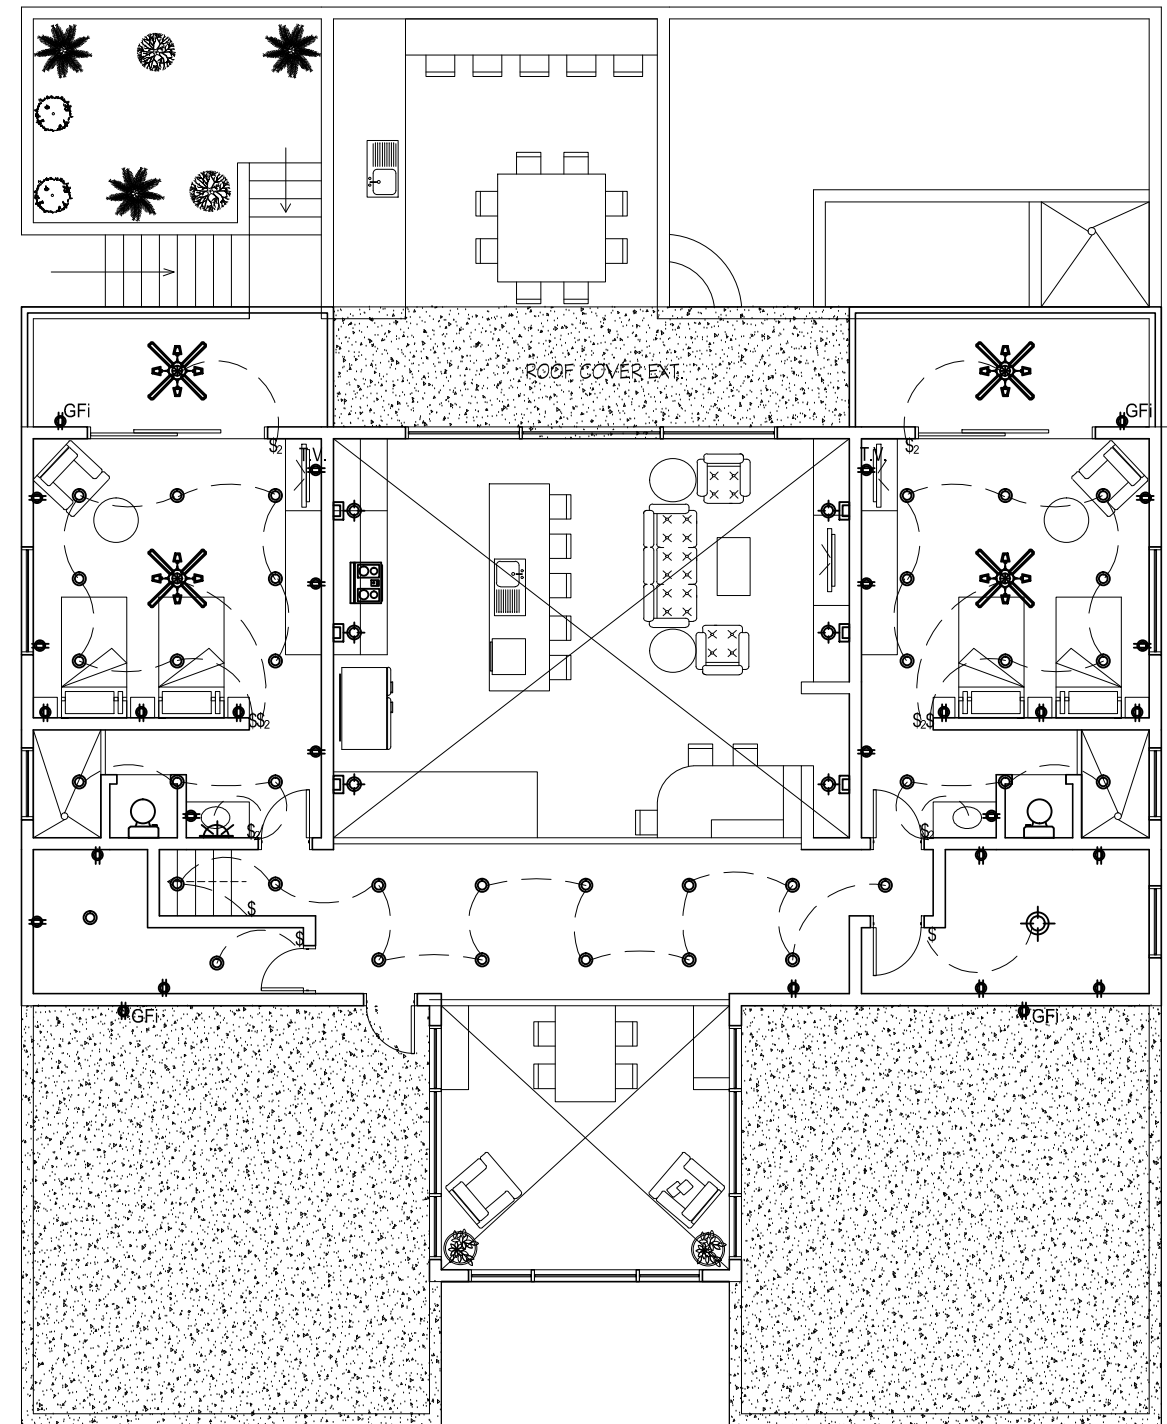 ROOF COVER EXT.
GFi
GFi
$₂
T.V.
T.V.
$₂
$$₂
$₂$
$₂
$₂
$
$
$
GFi
GFi